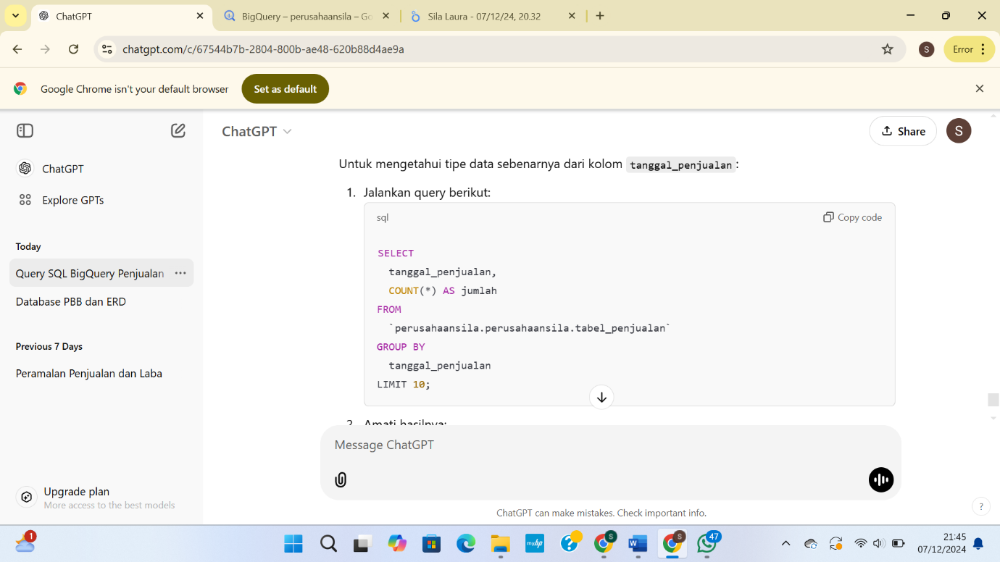 ChatGPT
BigQuery – perusahaansila – Go
Sila Laura - 07/12/24, 20.32
chatgpt.com/c/67544b7b-2804-800b-ae48-620b88d4ae9a
S
Error
Google Chrome isn't your default browser
Set as default
ChatGPT
Share
S
ChatGPT
Explore GPTs
Today
Query SQL BigQuery Penjualan
Database PBB dan ERD
Previous 7 Days
Peramalan Penjualan dan Laba
Upgrade plan
More access to the best models
Untuk mengetahui tipe data sebenarnya dari kolom tanggal_penjualan:
1. Jalankan query berikut:
sql
Copy code
SELECT
tanggal_penjualan,
COUNT(*) AS jumlah
FROM
`perusahaansila.perusahaansila.tabel_penjualan`
GROUP BY
tanggal_penjualan
LIMIT 10;
2. Amati hasilnya:
Message ChatGPT
ChatGPT can make mistakes. Check important info.
?
1
myhp
S
S
47
21:45
07/12/2024